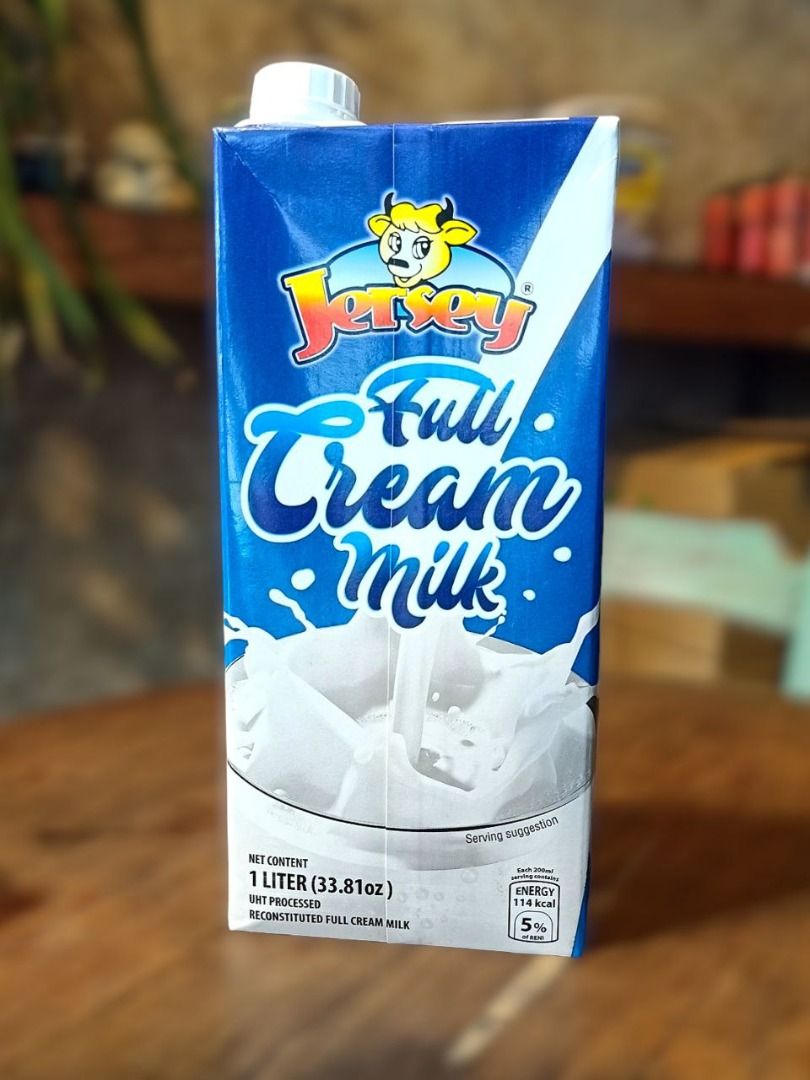 Jersey®
Full
Cream
Milk
Serving suggestion
NET CONTENT
1 LITER (33.81oz )
UHT PROCESSED
RECONSTITUTED FULL CREAM MILK
Each 200ml
serving contains
ENERGY
114 kcal
5%
of RENI